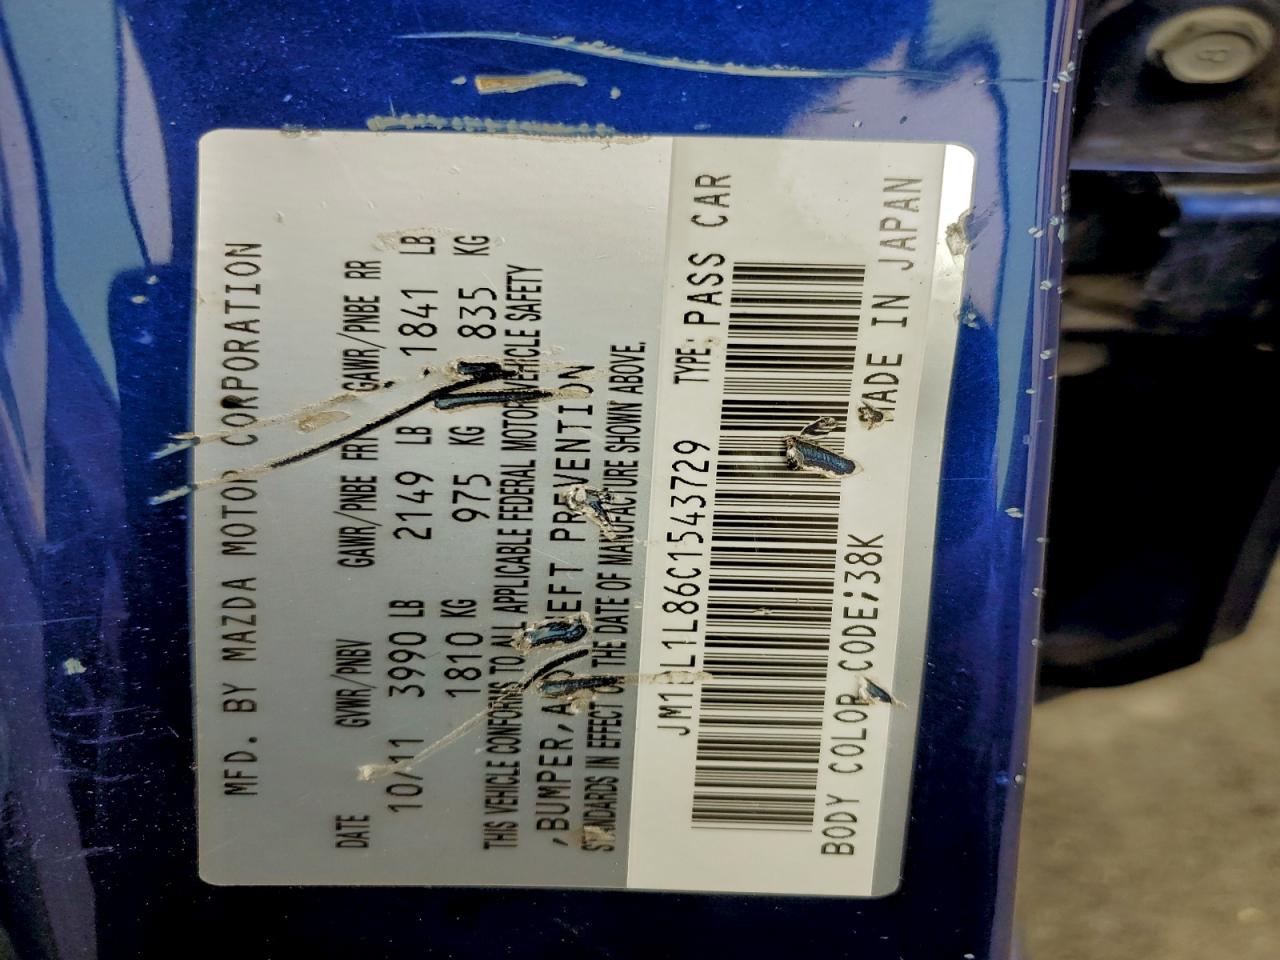 MFD. BY MAZDA MOTOR CORPORATION
DATE GVWR/PNBV GAWR/PNBE FRT GAWR/PNBE RR
10/11 3990 LB 2149 LB 1841 LB
1810 KG 975 KG 835 KG
THIS VEHICLE CONFORMS TO ALL APPLICABLE FEDERAL MOTOR VEHICLE SAFETY
,BUMPER, AND THEFT PREVENTION
STANDARDS IN EFFECT ON THE DATE OF MANUFACTURE SHOWN ABOVE.
JM1BL1L86C1543729 TYPE: PASS CAR
BODY COLOR CODE;38K MADE IN JAPAN